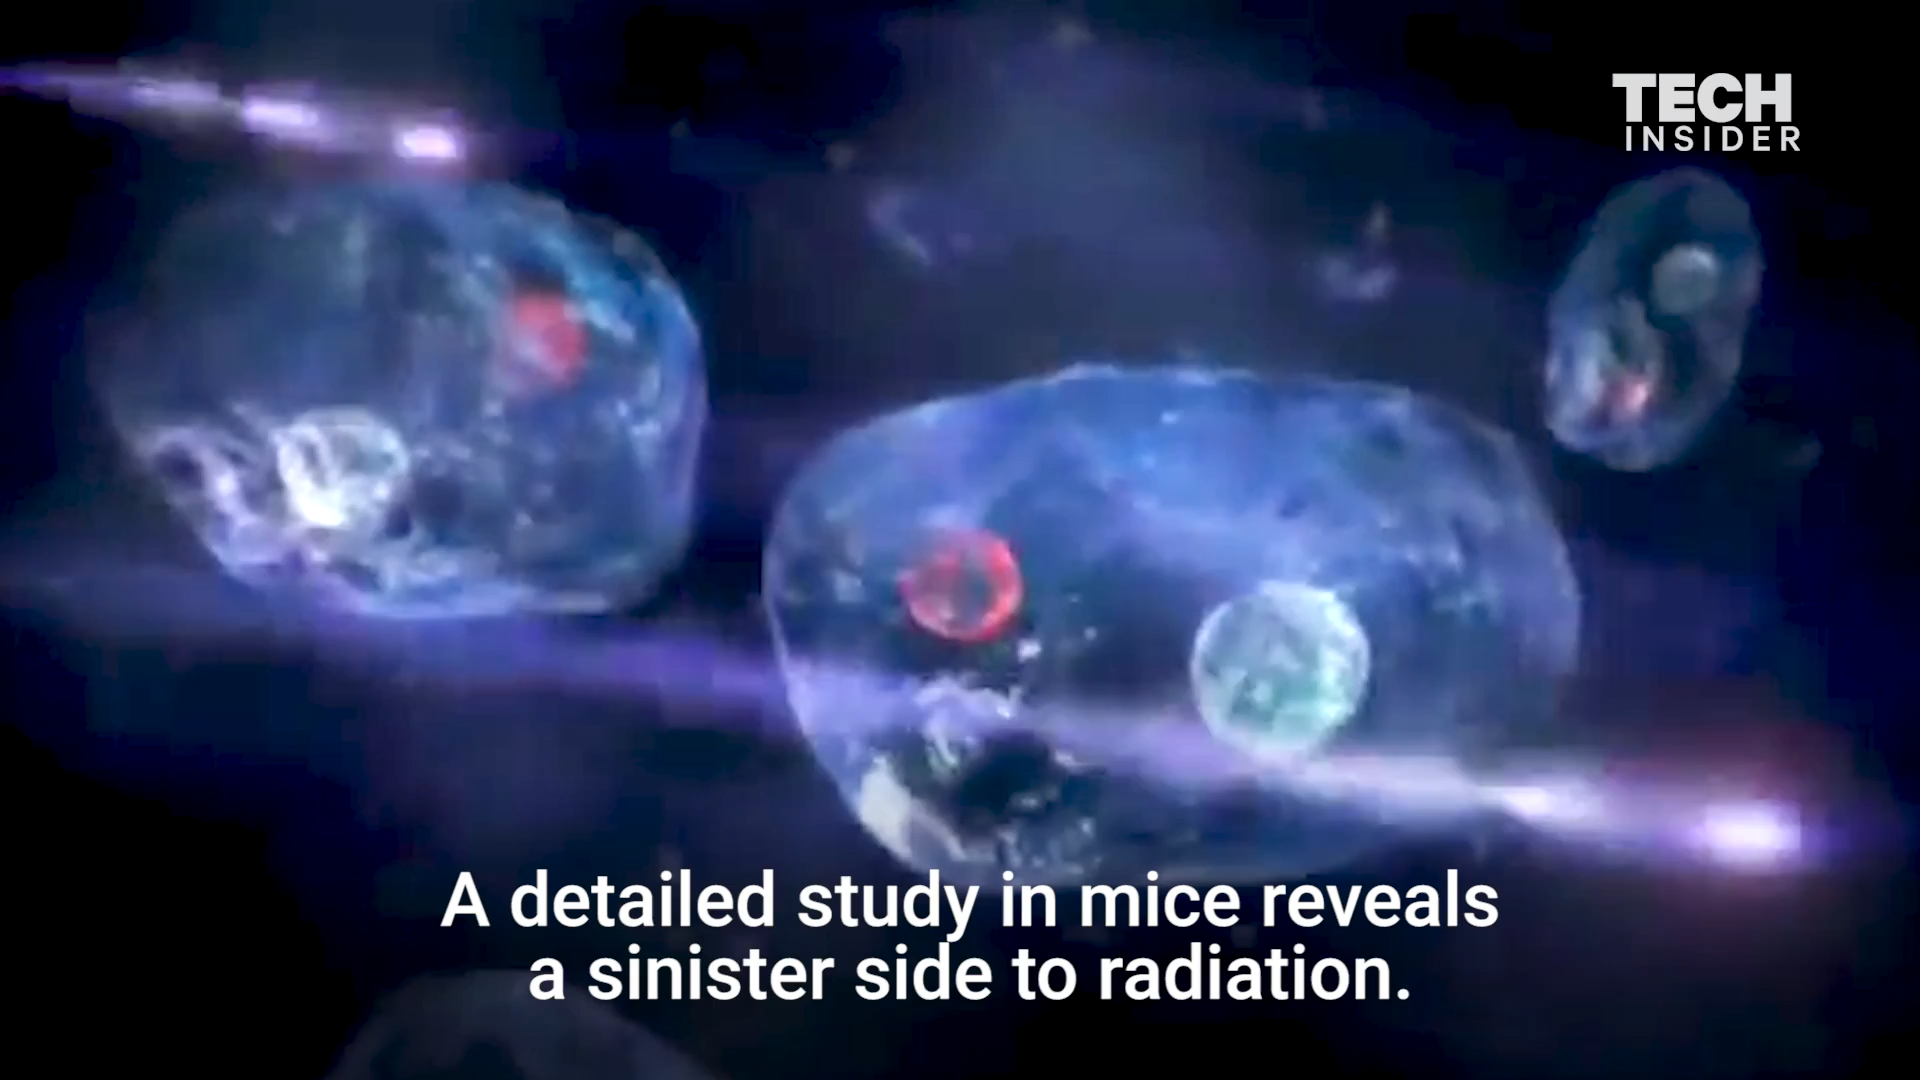 TECH
INSIDER
A detailed study in mice reveals
a sinister side to radiation.